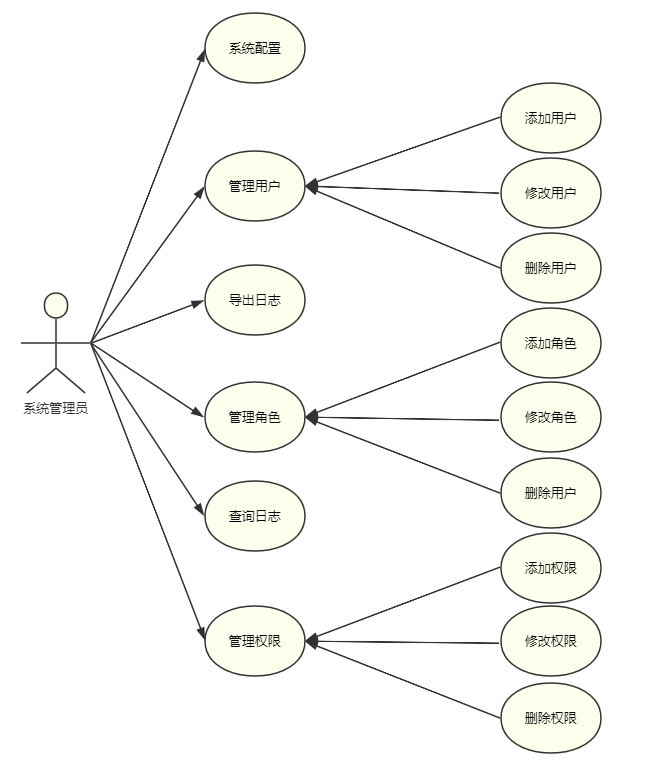 系统配置
添加用户
管理用户
修改用户
删除用户
导出日志
添加角色
系统管理员
管理角色
修改角色
删除用户
查询日志
添加权限
管理权限
修改权限
删除权限